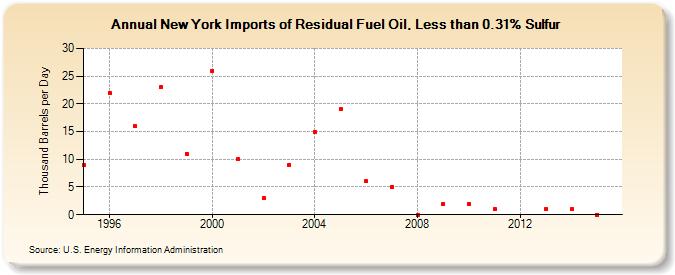 Annual New York Imports of Residual Fuel Oil, Less than 0.31% Sulfur
Thousand Barrels per Day
30
25
20
15
10
5
0
1996 2000 2004 2008 2012
Source: U.S. Energy Information Administration